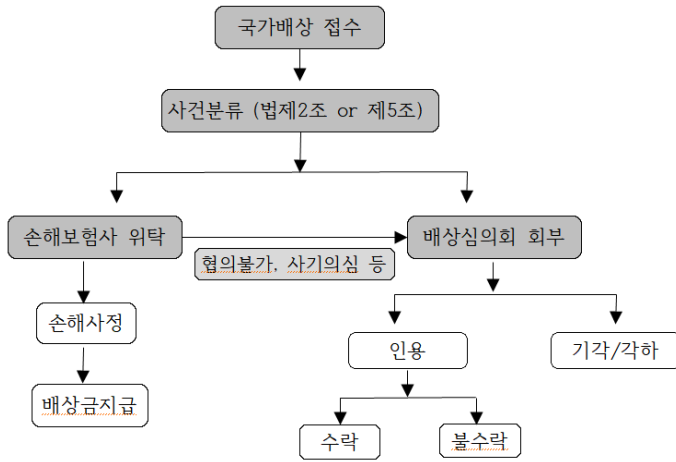 국가배상 접수
사건분류 (법제2조 or 제5조)
손해보험사 위탁
배상심의회 회부
협의불가, 사기의심 등
손해사정
인용
기각/각하
배상금지급
수락
불수락